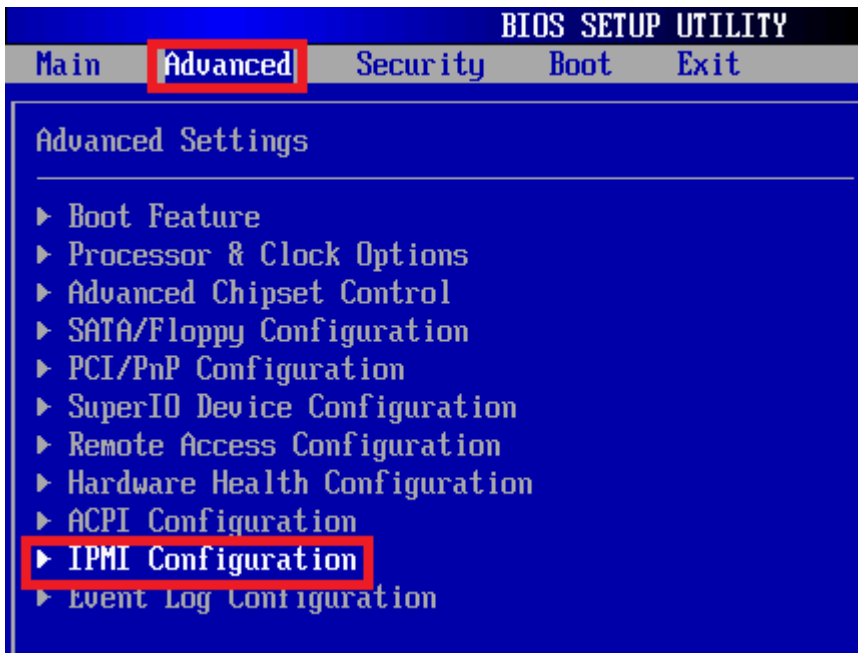 BIOS SETUP UTILITY
Main Advanced Security Boot Exit
Advanced Settings
Boot Feature
Processor & Clock Options
Advanced Chipset Control
SATA/Floppy Configuration
PCI/PnP Configuration
SuperIO Device Configuration
Remote Access Configuration
Hardware Health Configuration
ACPI Configuration
IPMI Configuration
Event Log Configuration